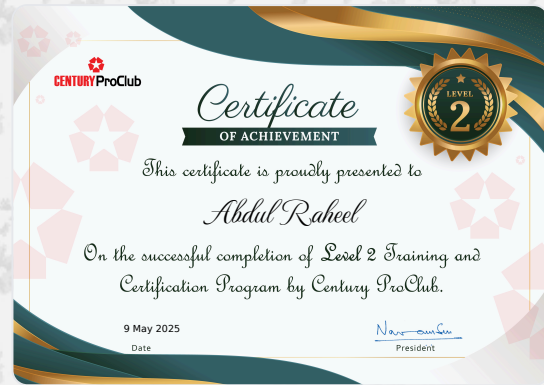 CENTURY ProClub
Certificate
OF ACHIEVEMENT
LEVEL
2
This certificate is proudly presented to
Abdul Raheel
On the successful completion of Level 2 Training and
Certification Program by Century ProClub.
9 May 2025
Date
President